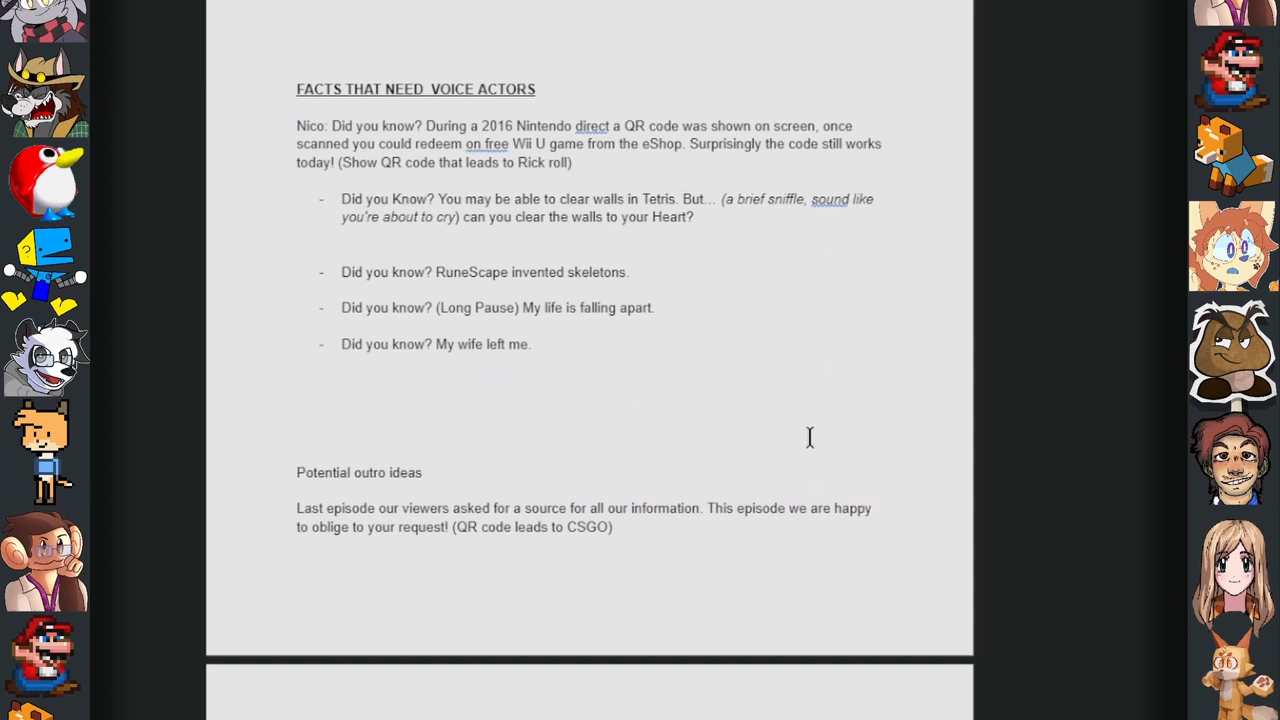 FACTS THAT NEED  VOICE ACTORS
Nico: Did you know? During a 2016 Nintendo direct a QR code was shown on screen, once
scanned you could redeem on free Wii U game from the eShop. Surprisingly the code still works
today! (Show QR code that leads to Rick roll)
- Did you Know? You may be able to clear walls in Tetris. But… (a brief sniffle, sound like
you're about to cry) can you clear the walls to your Heart?
- Did you know? RuneScape invented skeletons.
- Did you know? (Long Pause) My life is falling apart.
- Did you know? My wife left me.
Potential outro ideas
Last episode our viewers asked for a source for all our information. This episode we are happy
to oblige to your request! (QR code leads to CSGO)